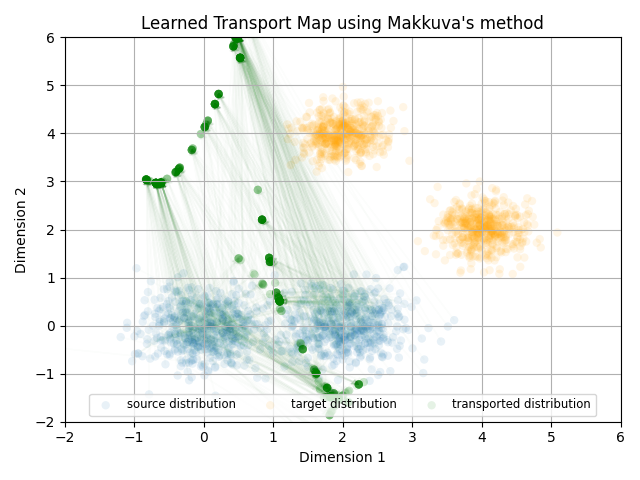 Learned Transport Map using Makkuva's method
Dimension 2
6
5
4
3
2
1
0
−1
−2
source distribution target distribution transported distribution
−2 −1 0 1 2 3 4 5 6
Dimension 1